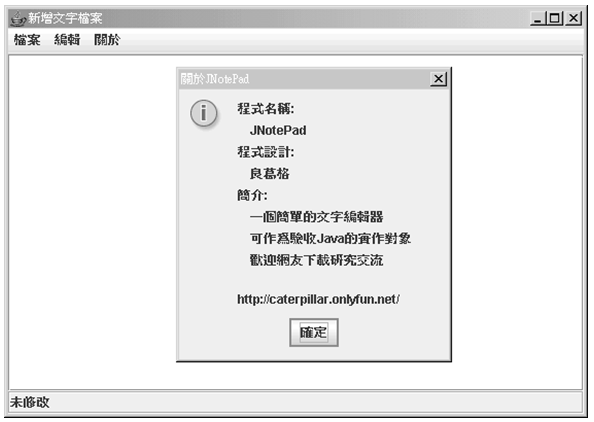 新增文字檔案
檔案 編輯 關於
關於JNotePad
程式名稱:
JNotePad
程式設計:
良葛格
簡介:
一個簡單的文字編輯器
可作為驗收Java的實作對象
歡迎網友下載研究交流
http://caterpillar.onlyfun.net/
確定
未修改